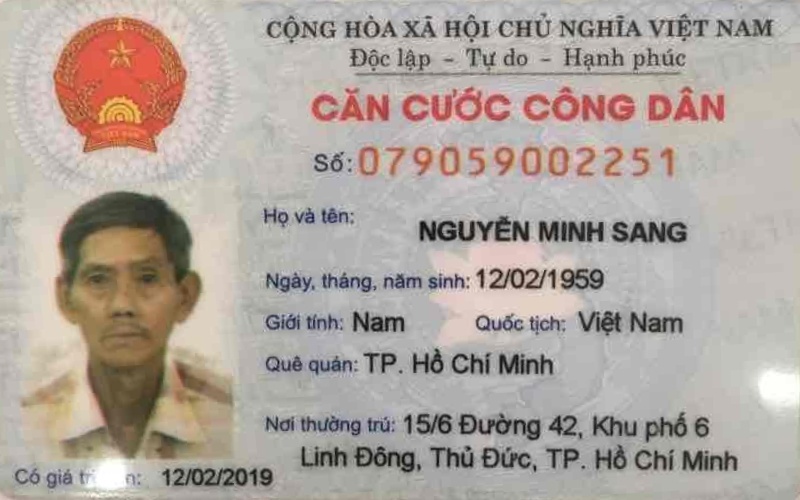 CỘNG HÒA XÃ HỘI CHỦ NGHĨA VIỆT NAM
Độc lập - Tự do - Hạnh phúc
CĂN CƯỚC CÔNG DÂN
Số: 079059002251
Họ và tên: NGUYỄN MINH SANG
Ngày, tháng, năm sinh: 12/02/1959
Giới tính: Nam Quốc tịch: Việt Nam
Quê quán: TP. Hồ Chí Minh
Nơi thường trú: 15/6 Đường 42, Khu phố 6
Linh Đông, Thủ Đức, TP. Hồ Chí Minh
Có giá 12/02/2019
VIỆT NAM